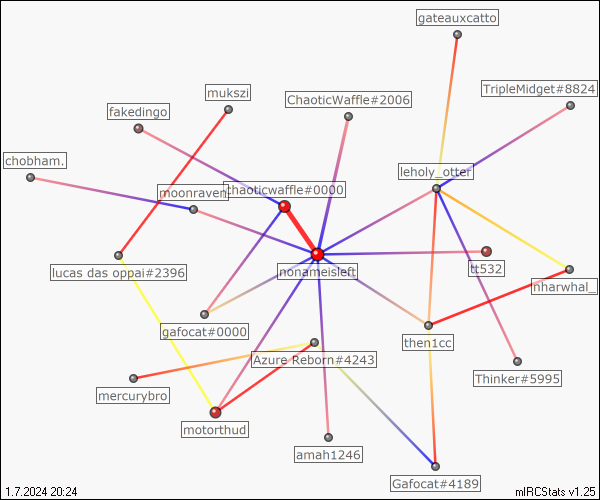 gateauxcatto
mukszi
TripleMidget#8824
ChaoticWaffle#2006
fakedingo
chobham.
leholy_otter
moonraven
chaoticwaffle#0000
lucas das oppai#2396
nonameisleft
tt532
nharwhal_
gafocat#0000
then1cc
Azure Reborn#4243
Thinker#5995
mercurybro
motorthud
amah1246
Gafocat#4189
1.7.2024 20:24
mIRCStats v1.25